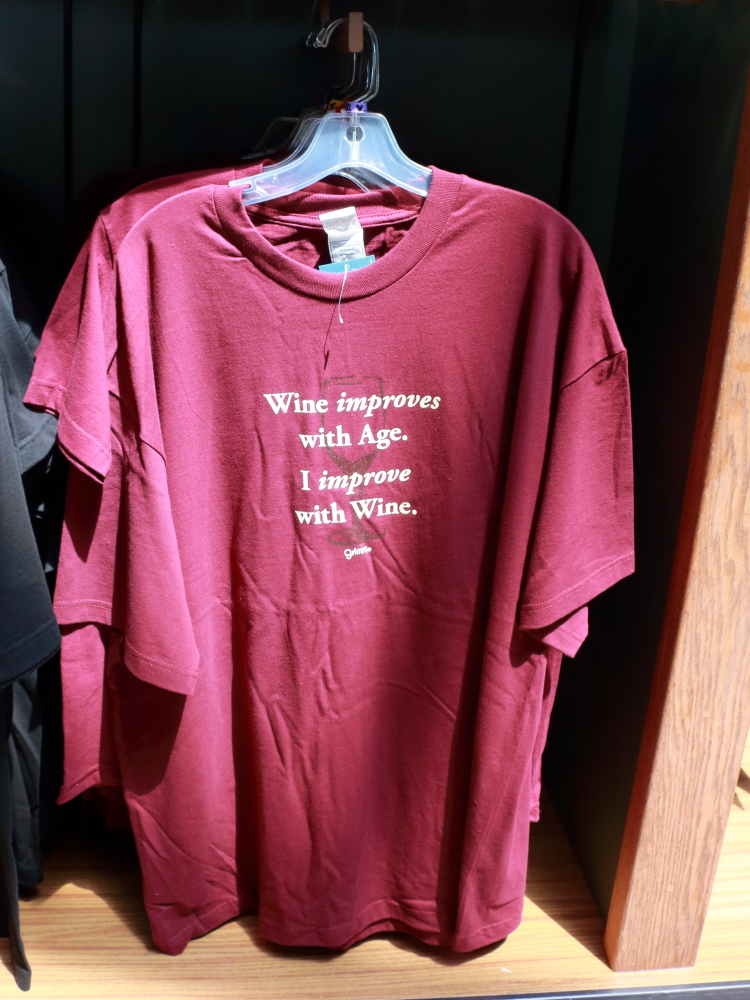 Wine improves
with Age.
I improve
with Wine.